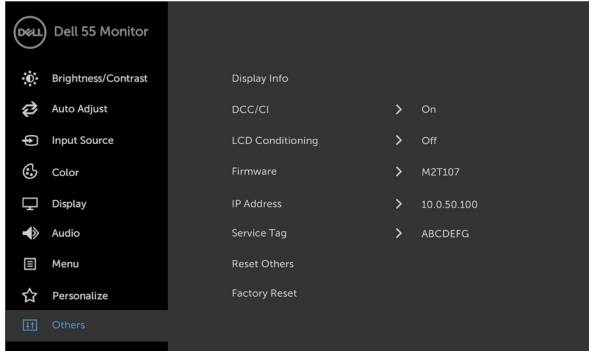 DELL Dell 55 Monitor
Brightness/Contrast
Auto Adjust
Input Source
Color
Display
Audio
Menu
Personalize
Others
Display Info
DCC/CI > On
LCD Conditioning > Off
Firmware > M2T107
IP Address > 10.0.50.100
Service Tag > ABCDEFG
Reset Others
Factory Reset